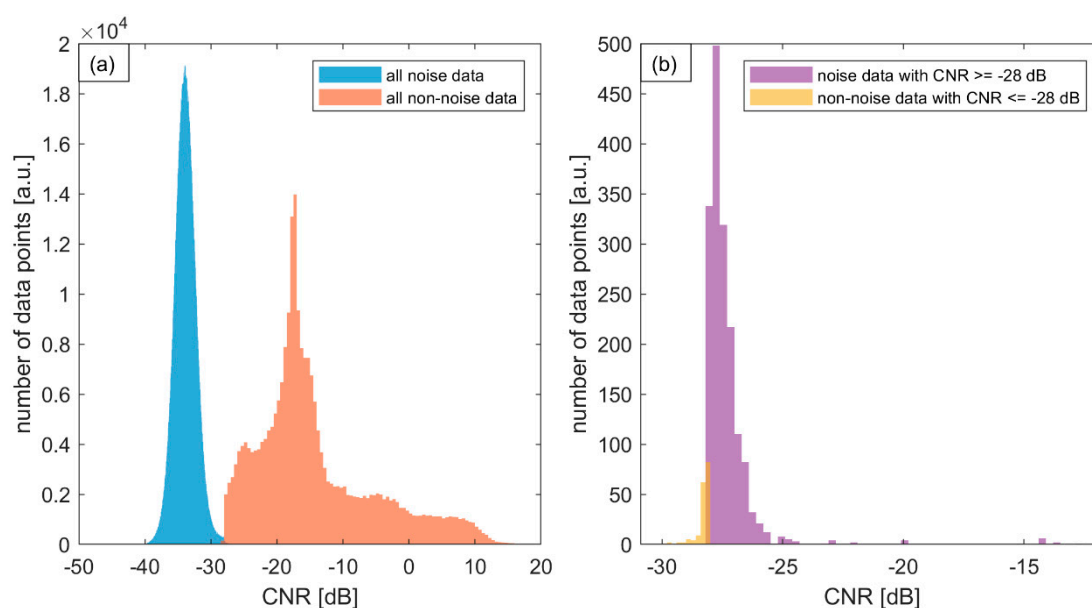 ×10⁴
(a)
all noise data
all non-noise data
number of data points [a.u.]
2
1.8
1.6
1.4
1.2
1
0.8
0.6
0.4
0.2
0
-50 -40 -30 -20 -10 0 10 20
CNR [dB]
(b)
noise data with CNR >= -28 dB
non-noise data with CNR <= -28 dB
number of data points [a.u.]
500
450
400
350
300
250
200
150
100
50
0
-30 -25 -20 -15
CNR [dB]